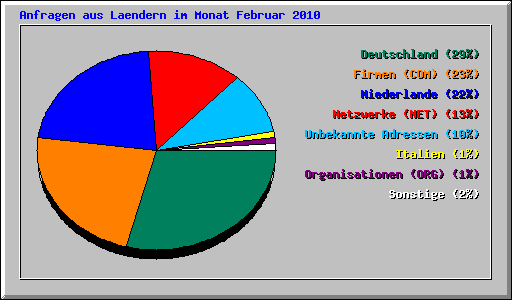 Anfragen aus Laendern im Monat Februar 2010
Deutschland (29%)
Firmen (COM) (23%)
Niederlande (22%)
Netzwerke (NET) (13%)
Unbekannte Adressen (10%)
Italien (1%)
Organisationen (ORG) (1%)
Sonstige (2%)